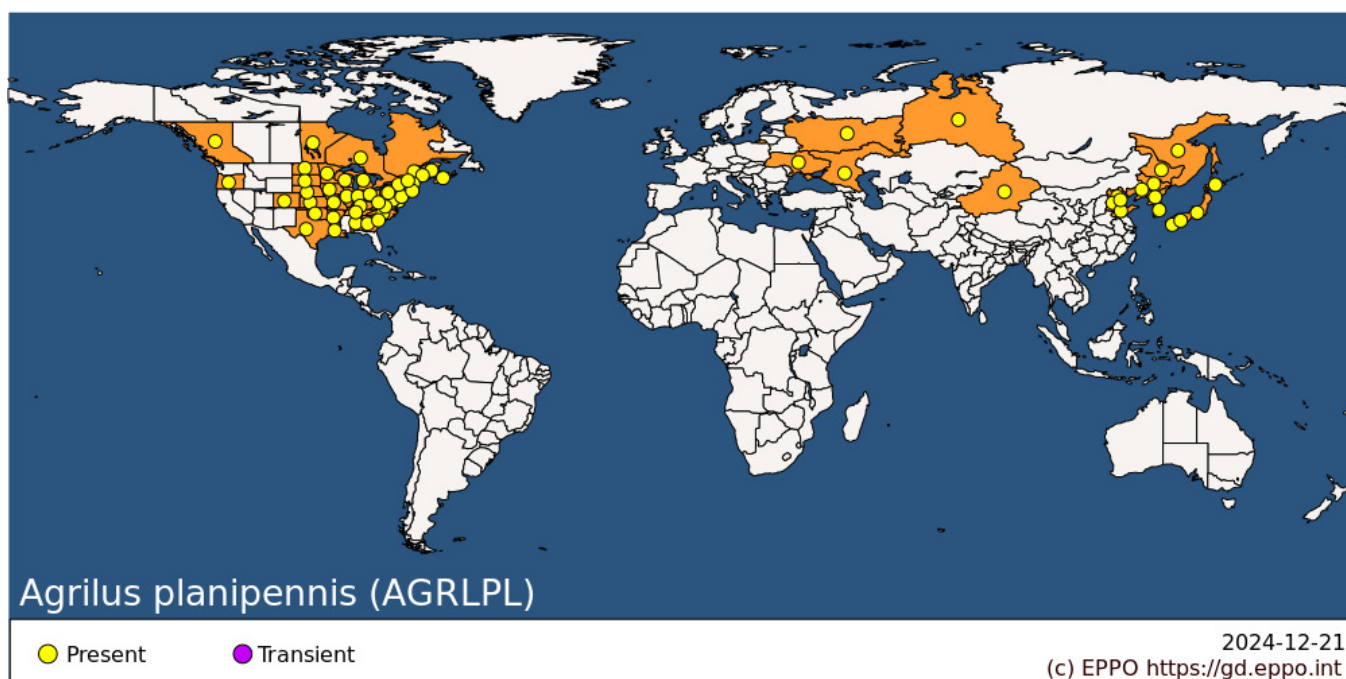 Agrilus planipennis (AGRLPL)
Present
Transient
2024-12-21
(c) EPPO https://gd.eppo.int